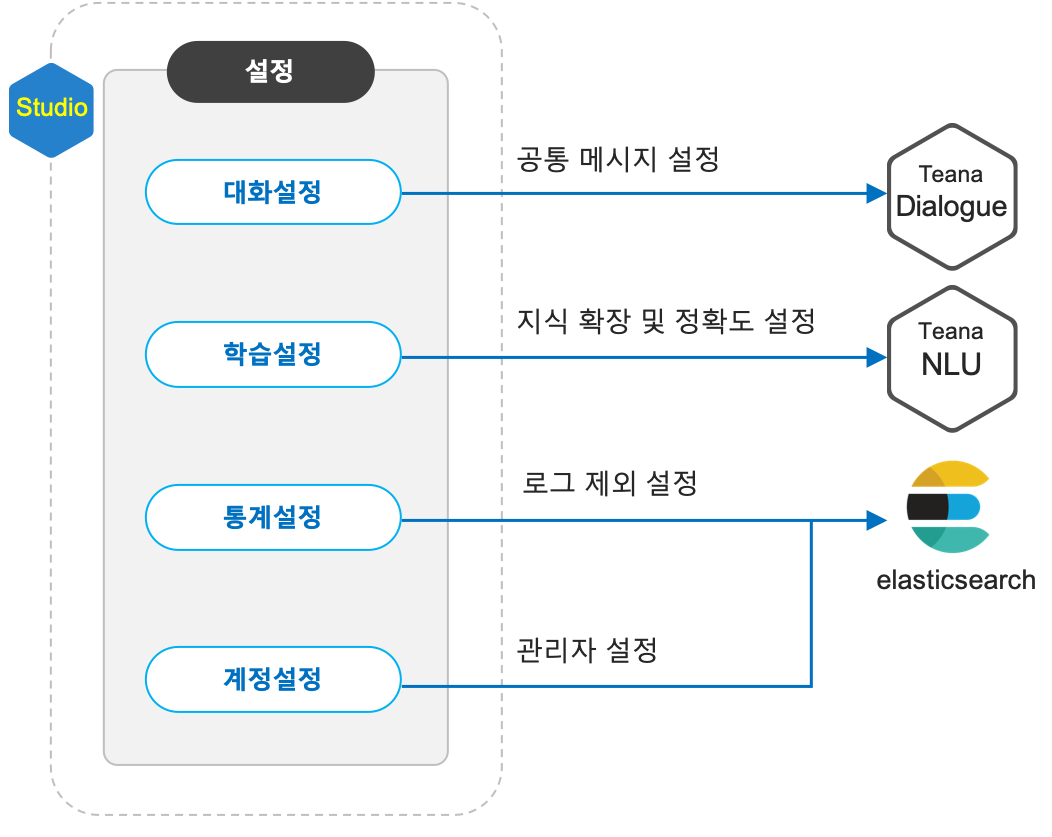 설정
Studio
대화설정
공통 메시지 설정
Teana
Dialogue
학습설정
지식 확장 및 정확도 설정
Teana
NLU
통계설정
로그 제외 설정
elasticsearch
계정설정
관리자 설정